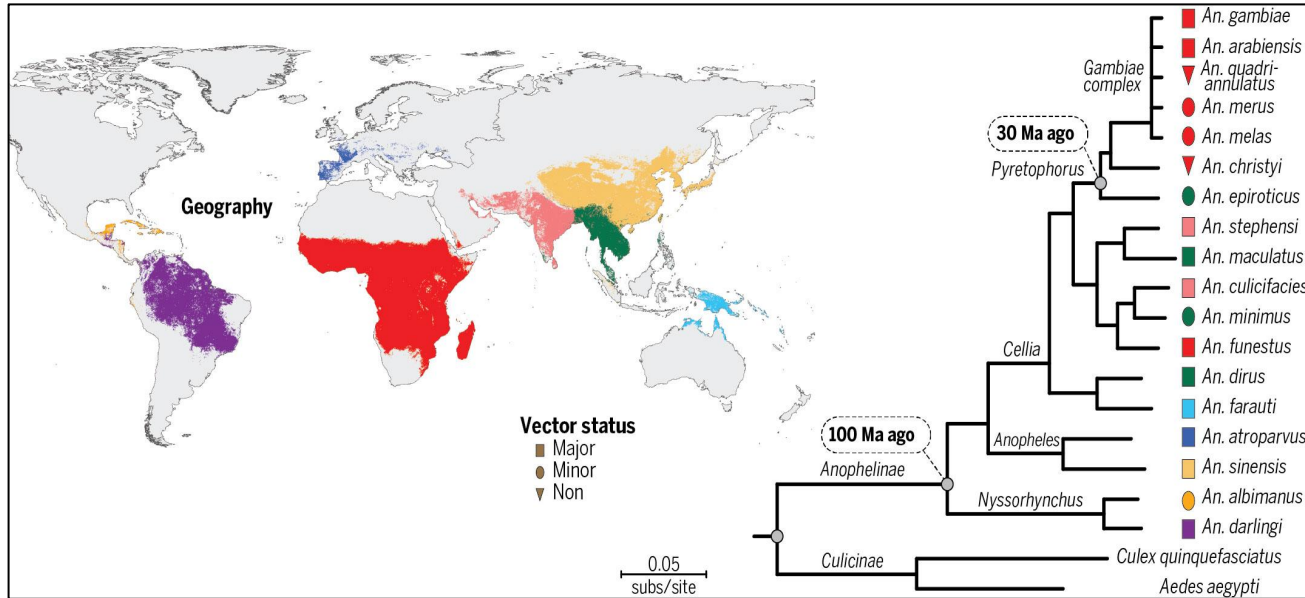 Geography
Vector status
Major
Minor
Non
0.05
subs/site
Gambiae
complex
30 Ma ago
Pyretophorus
Cellia
100 Ma ago
Anopheles
Anophelinae
Nyssorhynchus
Culicinae
An. gambiae
An. arabiensis
An. quadri-
annulatus
An. merus
An. melas
An. christyi
An. epiroticus
An. stephensi
An. maculatus
An. culicifacies
An. minimus
An. funestus
An. dirus
An. farauti
An. atroparvus
An. sinensis
An. albimanus
An. darlingi
Culex quinquefasciatus
Aedes aegypti